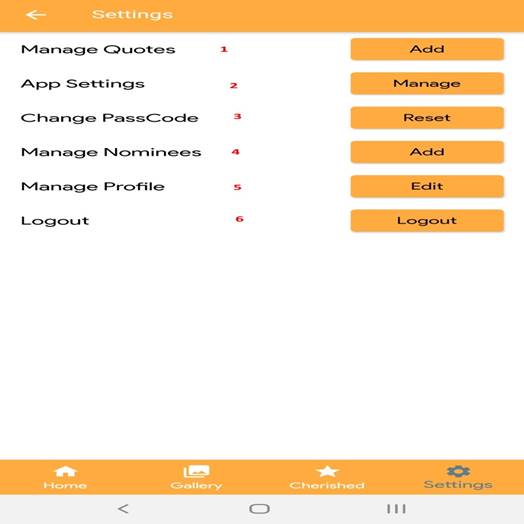 Settings
Manage Quotes 1 Add
App Settings 2 Manage
Change PassCode 3 Reset
Manage Nominees 4 Add
Manage Profile 5 Edit
Logout 6 Logout
Home Gallery Cherished Settings